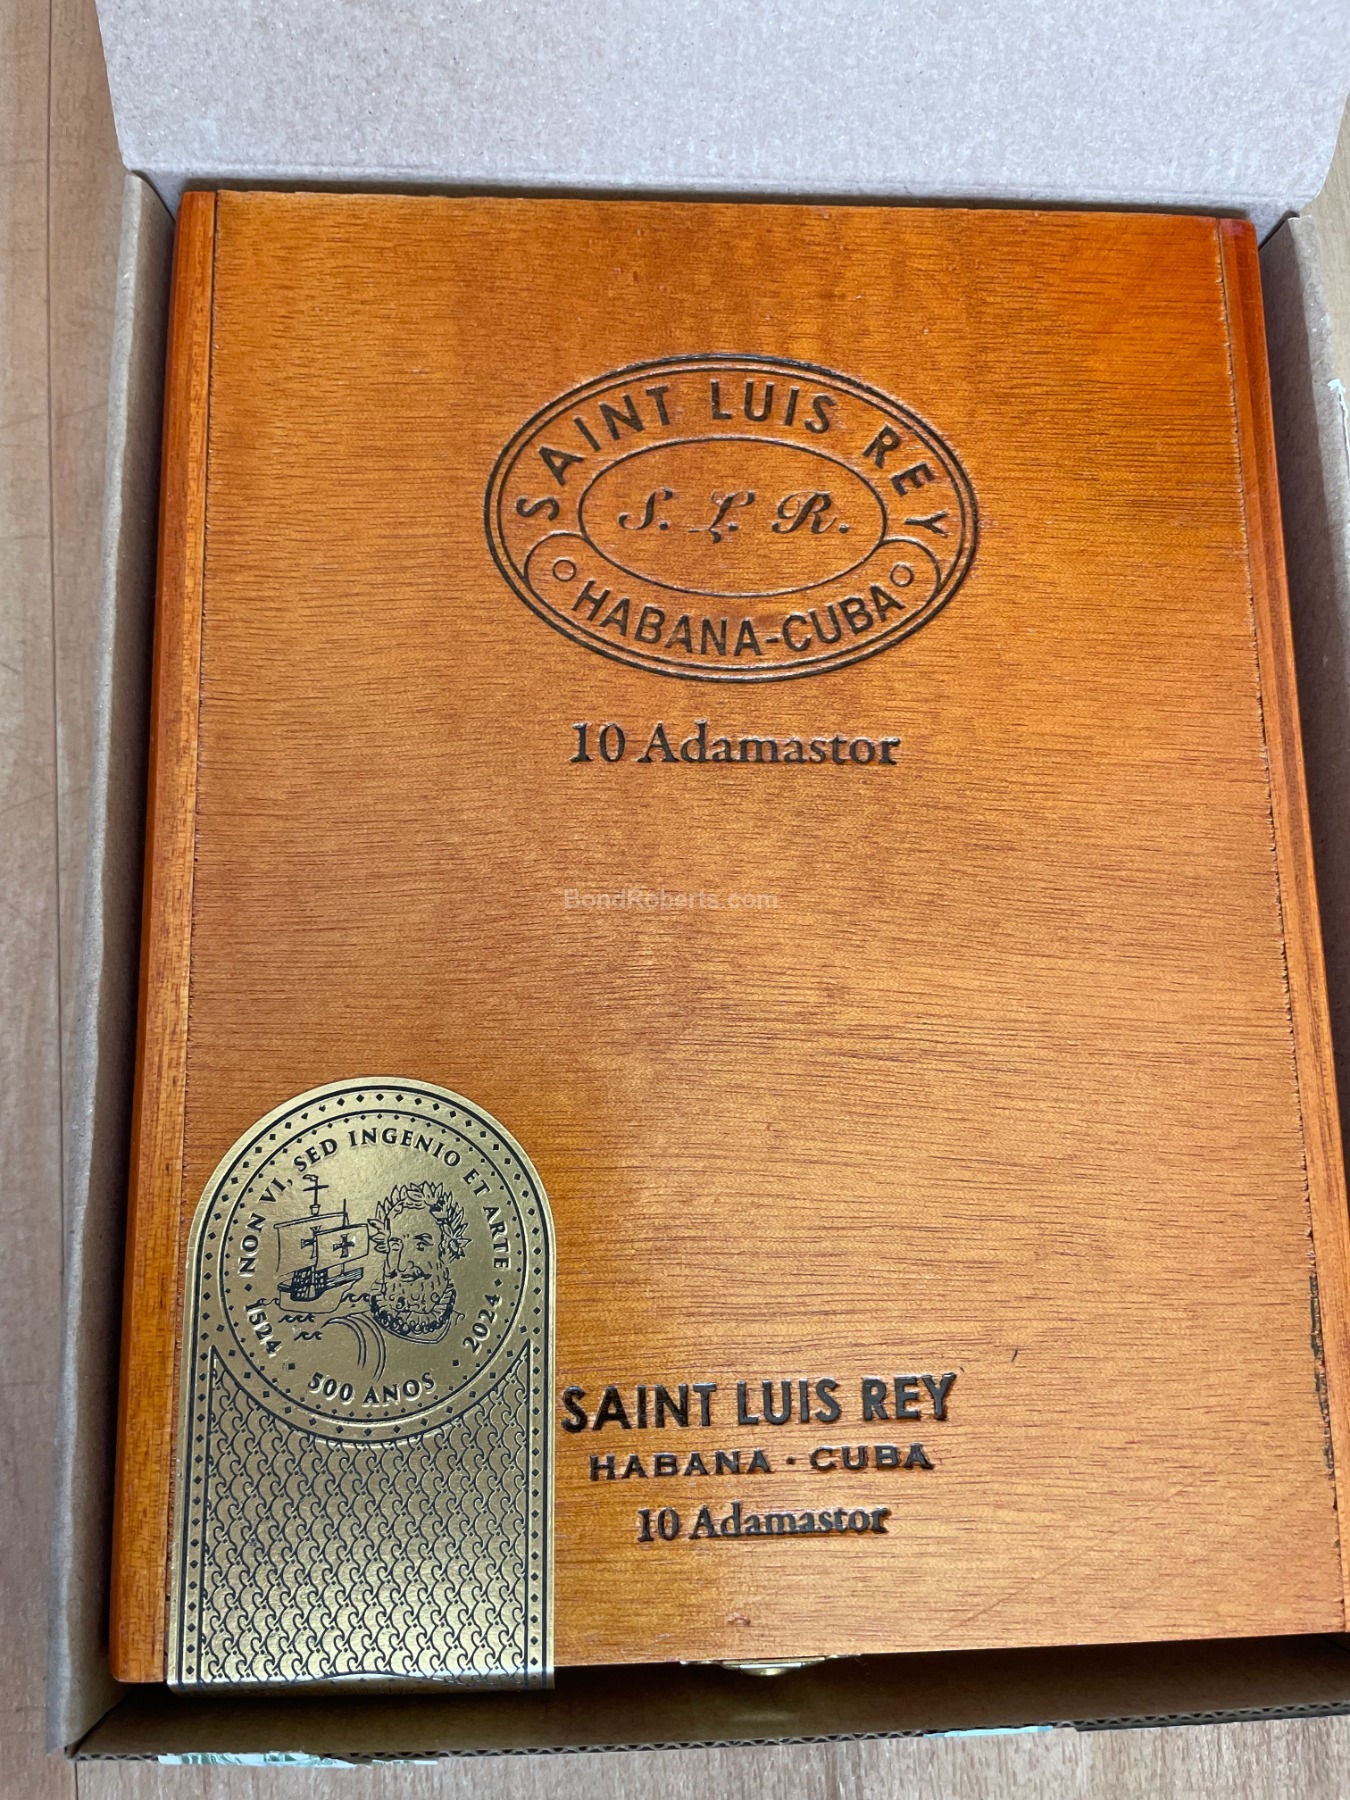 SAINT LUIS REY
S. L. R.
HABANA-CUBA
10 Adamastor
BondRoberts.com
NON VI, SED INGENIO ET ARTE
1524 · 500 ANOS · 2024
SAINT LUIS REY
HABANA · CUBA
10 Adamastor